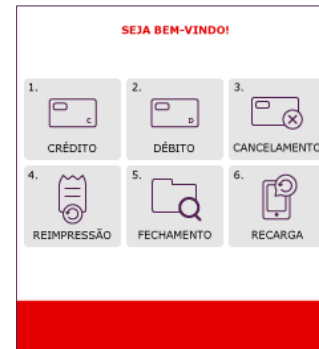 SEJA BEM-VINDO!
1.
C
CRÉDITO
2.
D
DÉBITO
3.
CANCELAMENTO
4.
REIMPRESSÃO
5.
FECHAMENTO
6.
RECARGA